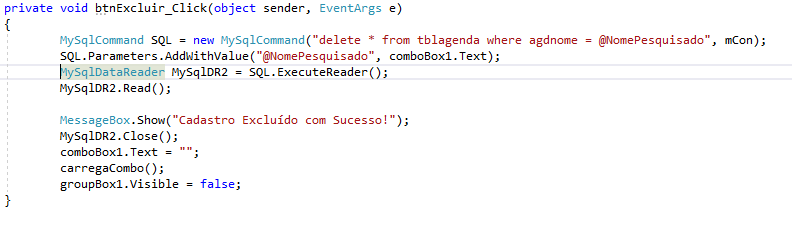 private void btnExcluir_Click(object sender, EventArgs e)
{
MySqlCommand SQL = new MySqlCommand("delete * from tblagenda where agdnome = @NomePesquisado", mCon);
SQL.Parameters.AddWithValue("@NomePesquisado", comboBox1.Text);
MySqlDataReader MySqlDR2 = SQL.ExecuteReader();
MySqlDR2.Read();
MessageBox.Show("Cadastro Excluído com Sucesso!");
MySqlDR2.Close();
comboBox1.Text = "";
carregaCombo();
groupBox1.Visible = false;
}